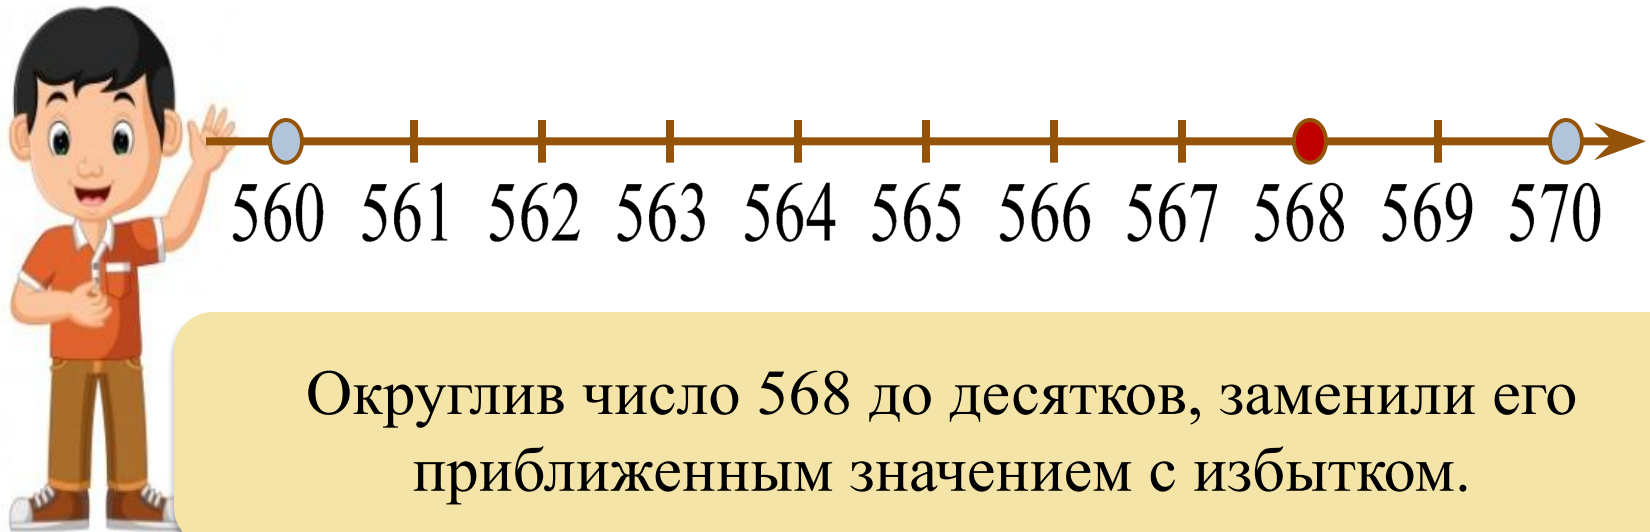 560 561 562 563 564 565 566 567 568 569 570
Округлив число 568 до десятков, заменили его
приближенным значением с избытком.